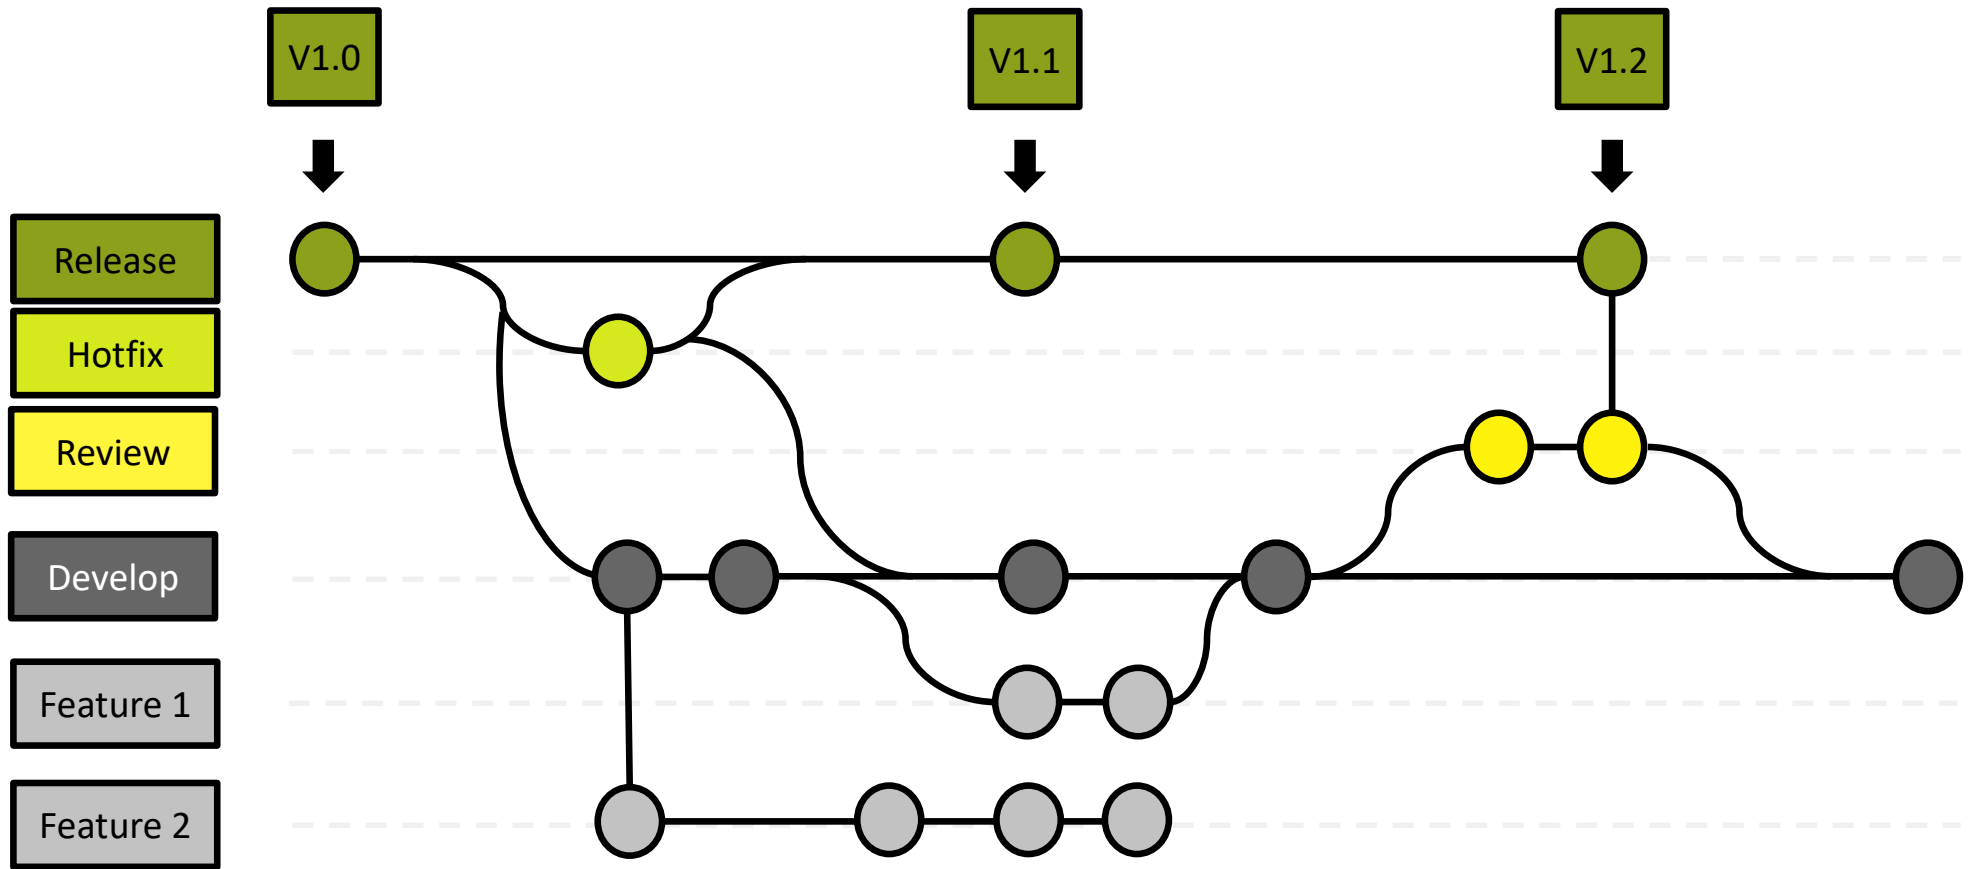 V1.0
V1.1
V1.2
Release
Hotfix
Review
Develop
Feature 1
Feature 2